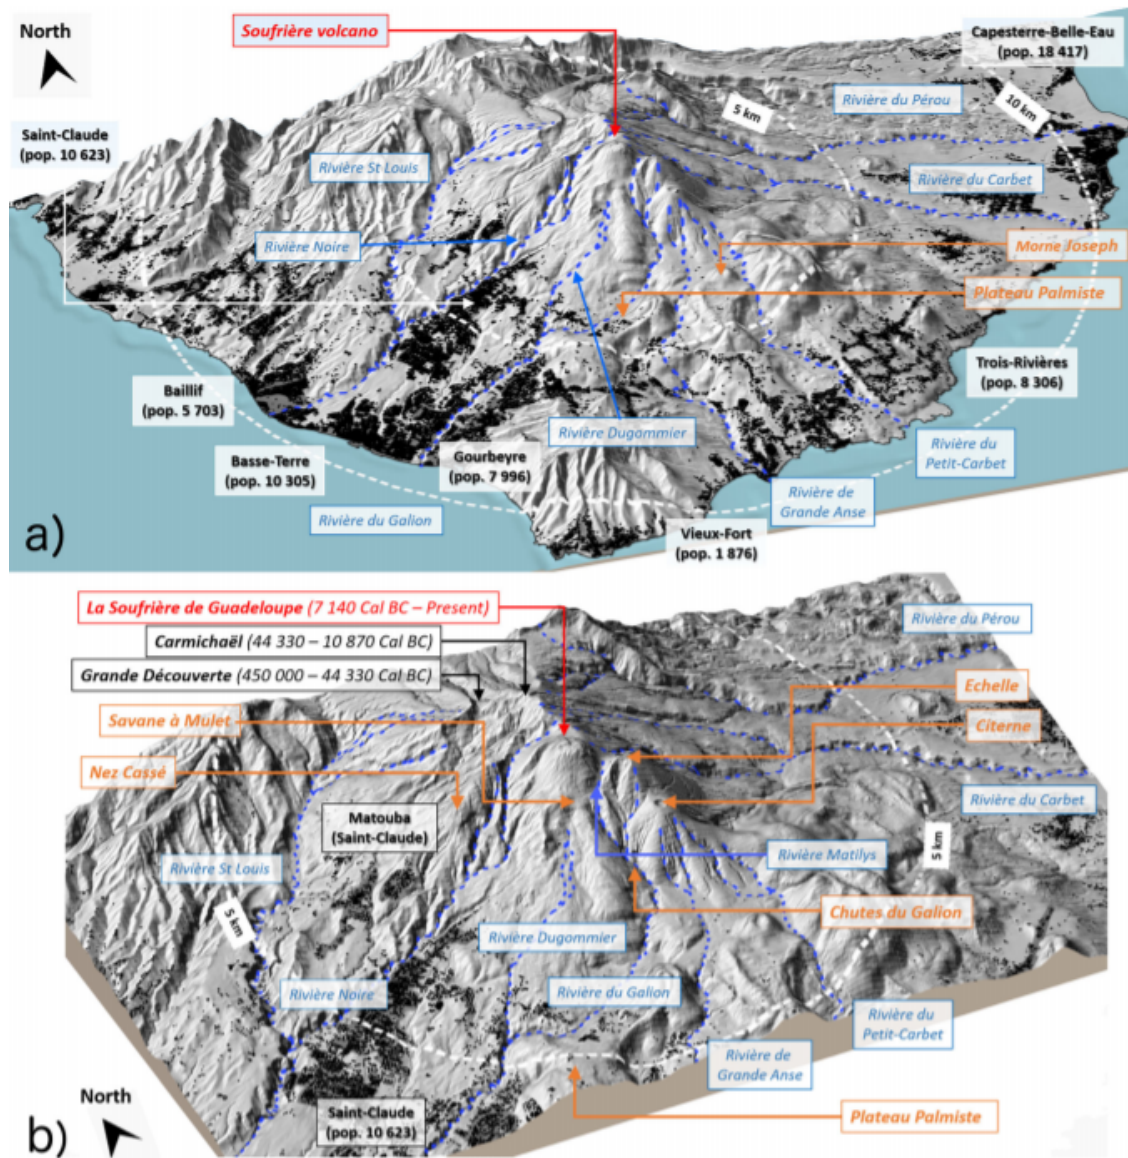 North
Soufrière volcano
Capesterre-Belle-Eau
(pop. 18 417)
Rivière du Pérou
5 km
10 km
Saint-Claude
(pop. 10 623)
Rivière St Louis
Rivière du Carbet
Rivière Noire
Morne Joseph
Plateau Palmiste
Trois-Rivières
(pop. 8 306)
Baillif
(pop. 5 703)
Rivière Dugommier
Rivière du
Petit-Carbet
Basse-Terre
(pop. 10 305)
Gourbeyre
(pop. 7 996)
Rivière de
Grande Anse
Rivière du Galion
Vieux-Fort
(pop. 1 876)
a)
La Soufrière de Guadeloupe (7 140 Cal BC – Present)
Rivière du Pérou
Carmichaël (44 330 – 10 870 Cal BC)
Grande Découverte (450 000 – 44 330 Cal BC)
Echelle
Savane à Mulet
Citerne
Nez Cassé
Rivière du Carbet
Matouba
(Saint-Claude)
Rivière St Louis
Rivière Matilys
5 km
5 km
Chutes du Galion
Rivière Dugommier
Rivière Noire
Rivière du Galion
Rivière du
Petit-Carbet
Rivière de
Grande Anse
North
Saint-Claude
(pop. 10 623)
Plateau Palmiste
b)